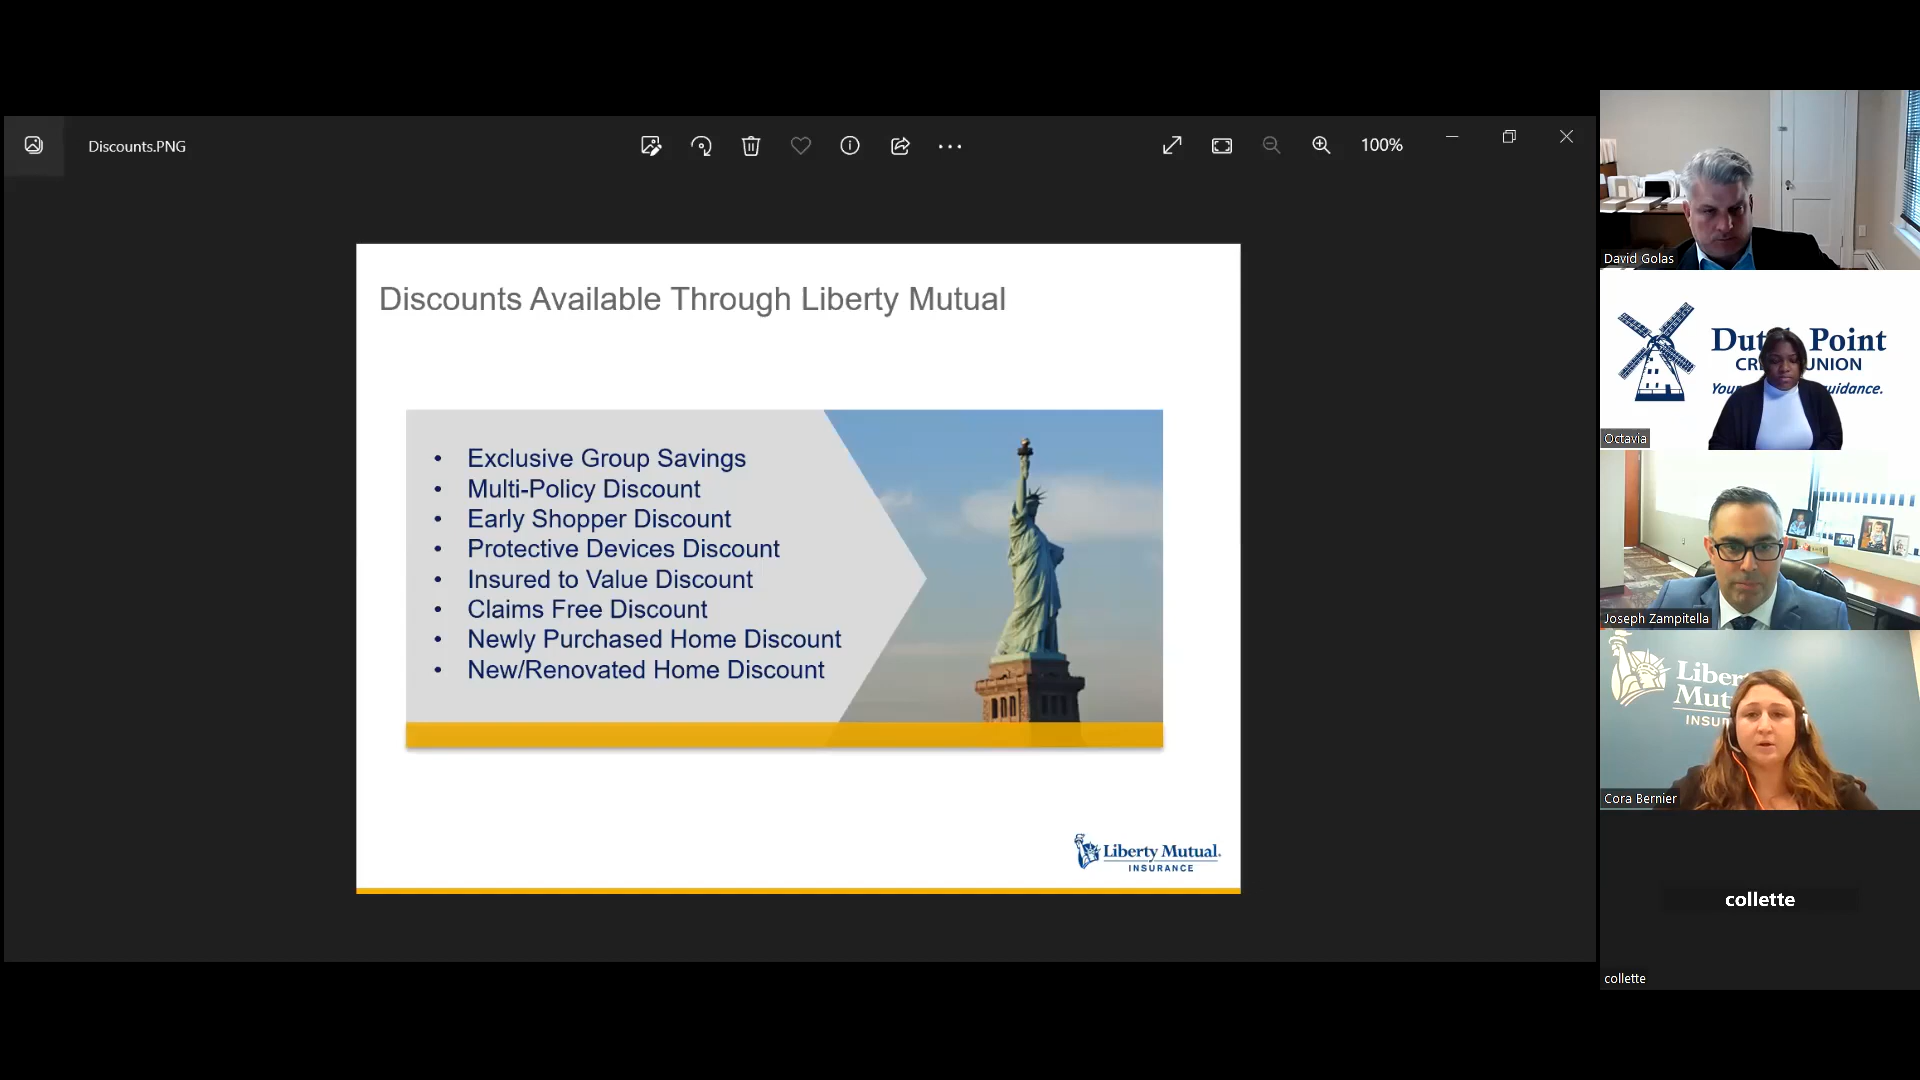 Discounts.PNG
100%
Discounts Available Through Liberty Mutual
• Exclusive Group Savings
• Multi-Policy Discount
• Early Shopper Discount
• Protective Devices Discount
• Insured to Value Discount
• Claims Free Discount
• Newly Purchased Home Discount
• New/Renovated Home Discount
Liberty Mutual.
INSURANCE
David Golas
Point
Octavia
Joseph Zampitella
Cora Bernier
collette
collette